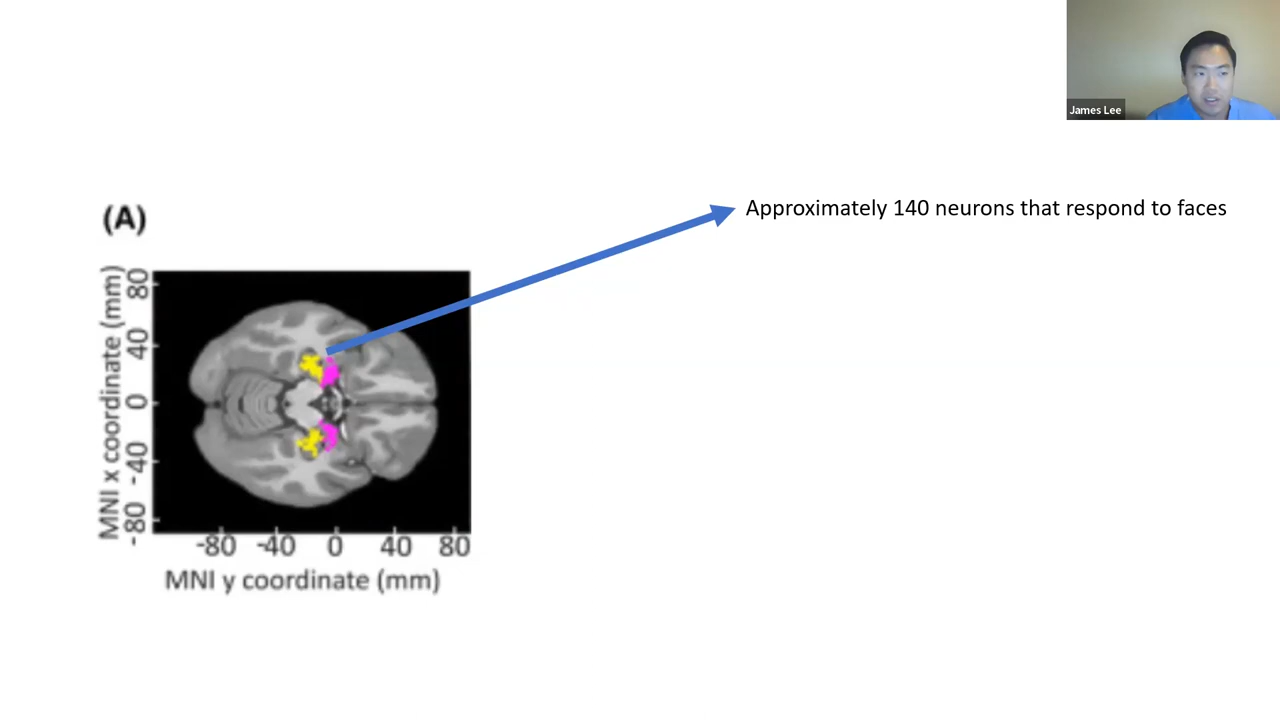 James Lee
Approximately 140 neurons that respond to faces
(A)
MNI x coordinate (mm)
80
40
0
-40
-80
-80 -40 0 40 80
MNI y coordinate (mm)